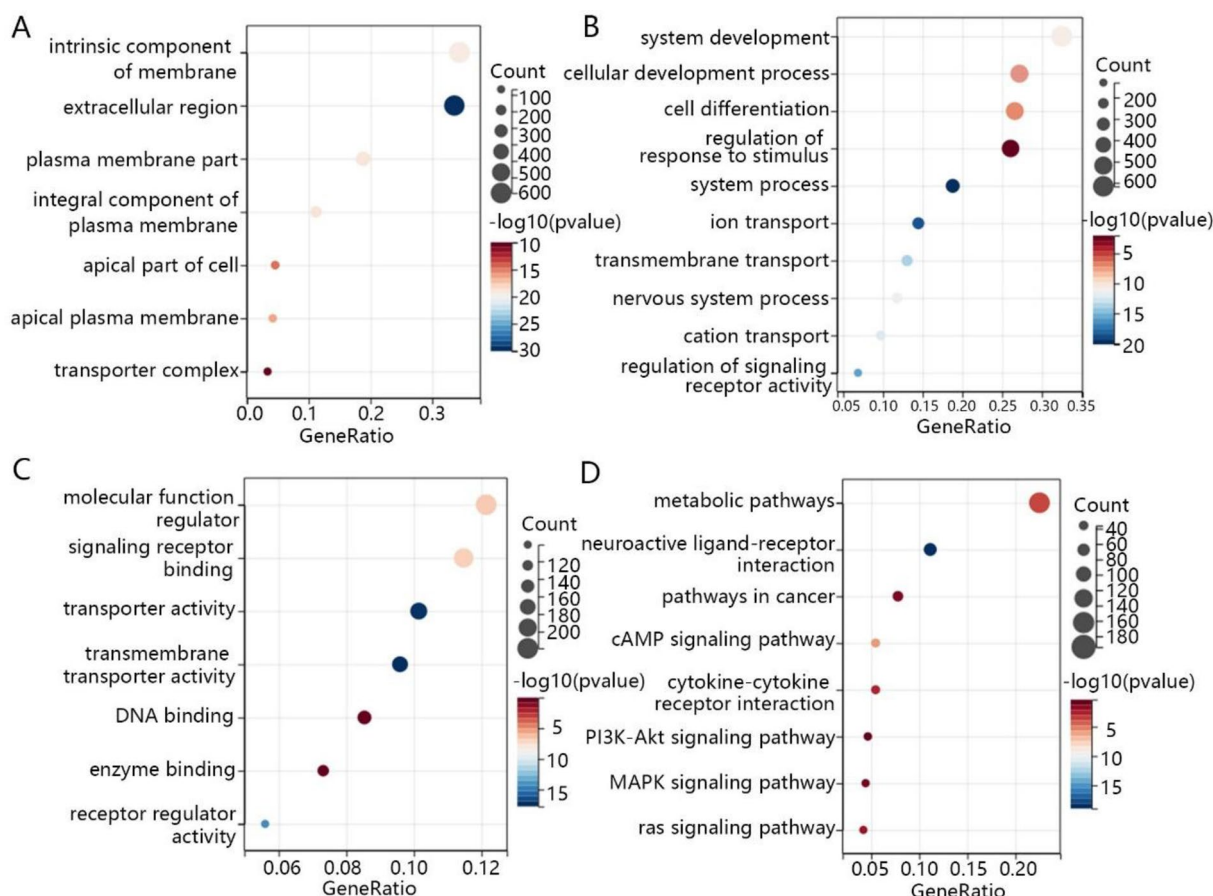 A
intrinsic component
of membrane
extracellular region
plasma membrane part
integral component of
plasma membrane
apical part of cell
apical plasma membrane
transporter complex
0.0 0.1 0.2 0.3
GeneRatio
Count
100
200
300
400
500
600
-log10(pvalue)
10
15
20
25
30
B
system development
cellular development process
cell differentiation
regulation of
response to stimulus
system process
ion transport
transmembrane transport
nervous system process
cation transport
regulation of signaling
receptor activity
0.05 0.10 0.15 0.20 0.25 0.30 0.35
GeneRatio
Count
200
300
400
500
600
-log10(pvalue)
5
10
15
20
C
molecular function
regulator
signaling receptor
binding
transporter activity
transmembrane
transporter activity
DNA binding
enzyme binding
receptor regulator
activity
0.06 0.08 0.10 0.12
GeneRatio
Count
120
140
160
180
200
-log10(pvalue)
5
10
15
D
metabolic pathways
neuroactive ligand-receptor
interaction
pathways in cancer
cAMP signaling pathway
cytokine-cytokine
receptor interaction
PI3K-Akt signaling pathway
MAPK signaling pathway
ras signaling pathway
0.05 0.10 0.15 0.20
GeneRatio
Count
40
60
80
100
120
140
160
180
-log10(pvalue)
5
10
15